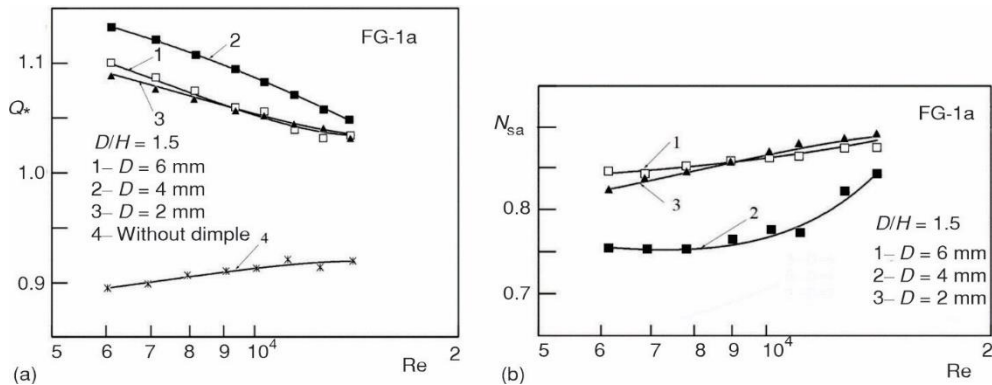 FG-1a
1.1
Q*
1.0
0.9
1
2
3
4
D/H = 1.5
1– D = 6 mm
2– D = 4 mm
3– D = 2 mm
4– Without dimple
5 6 7 8 9 10⁴ 2
Re
(a)
FG-1a
Nsa
0.8
0.7
1
3
2
D/H = 1.5
1– D = 6 mm
2– D = 4 mm
3– D = 2 mm
5 6 7 8 9 10⁴ 2
Re
(b)